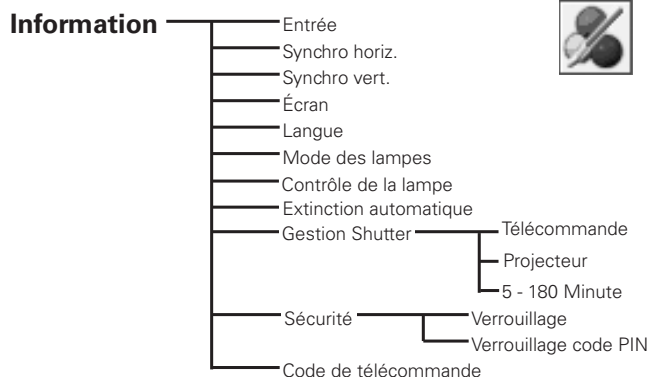 Information
Entrée
Synchro horiz.
Synchro vert.
Écran
Langue
Mode des lampes
Contrôle de la lampe
Extinction automatique
Gestion Shutter
Télécommande
Projecteur
5 - 180 Minute
Sécurité
Verrouillage
Verrouillage code PIN
Code de télécommande